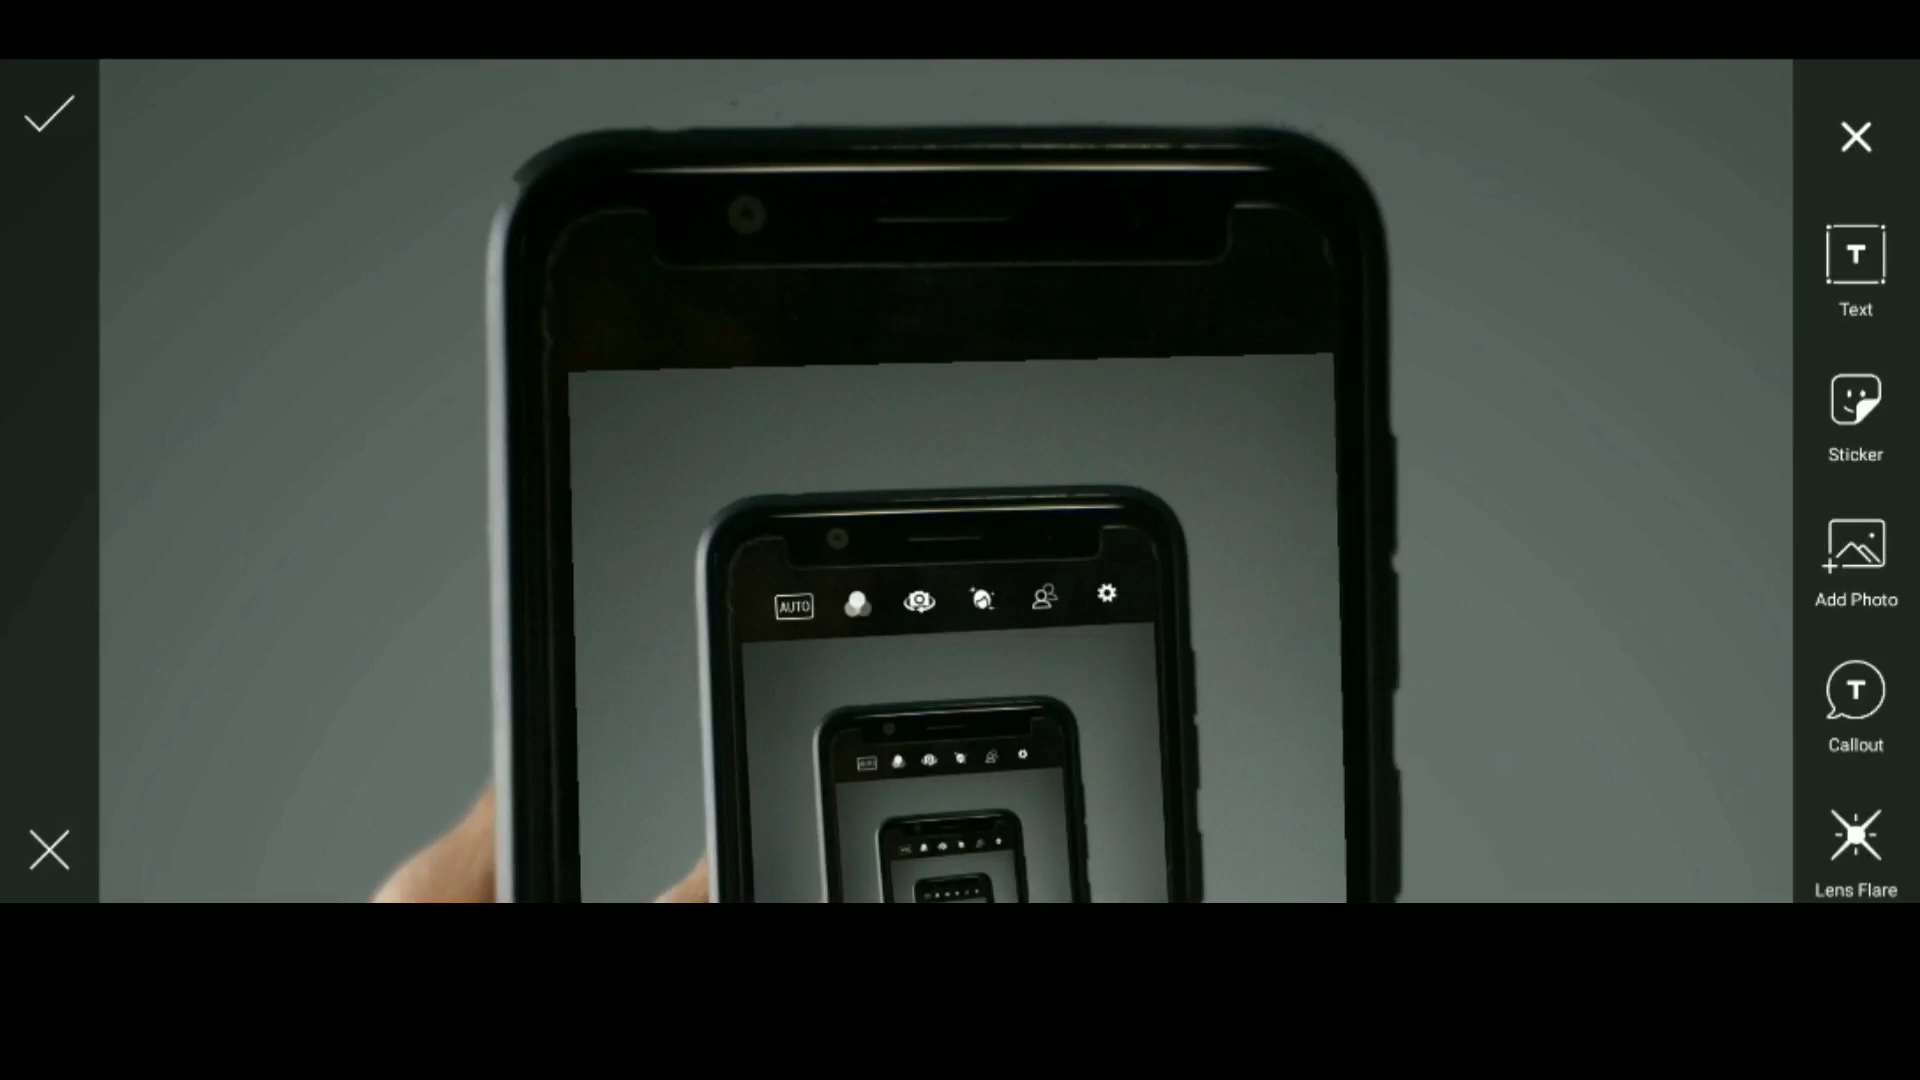 Text
Sticker
Add Photo
Callout
Lens Flare
AUTO